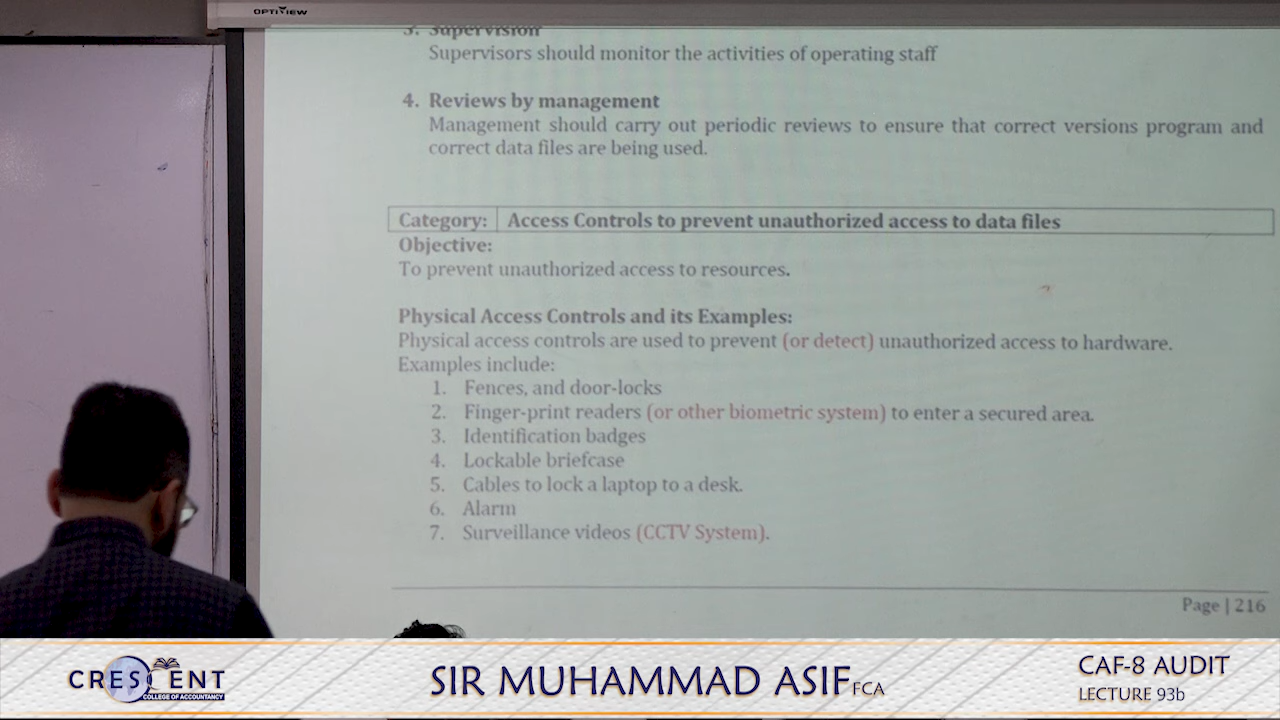 OPTIVIEW
3. Supervision
Supervisors should monitor the activities of operating staff
4. Reviews by management
Management should carry out periodic reviews to ensure that correct versions program and
correct data files are being used.
Category: Access Controls to prevent unauthorized access to data files
Objective:
To prevent unauthorized access to resources.
Physical Access Controls and its Examples:
Physical access controls are used to prevent (or detect) unauthorized access to hardware.
Examples include:
1. Fences, and door-locks
2. Finger-print readers (or other biometric system) to enter a secured area.
3. Identification badges
4. Lockable briefcase
5. Cables to lock a laptop to a desk.
6. Alarm
7. Surveillance videos (CCTV System).
Page | 216
CRESCENT
COLLEGE OF ACCOUNTANCY
SIR MUHAMMAD ASIF FCA
CAF-8 AUDIT
LECTURE 93b